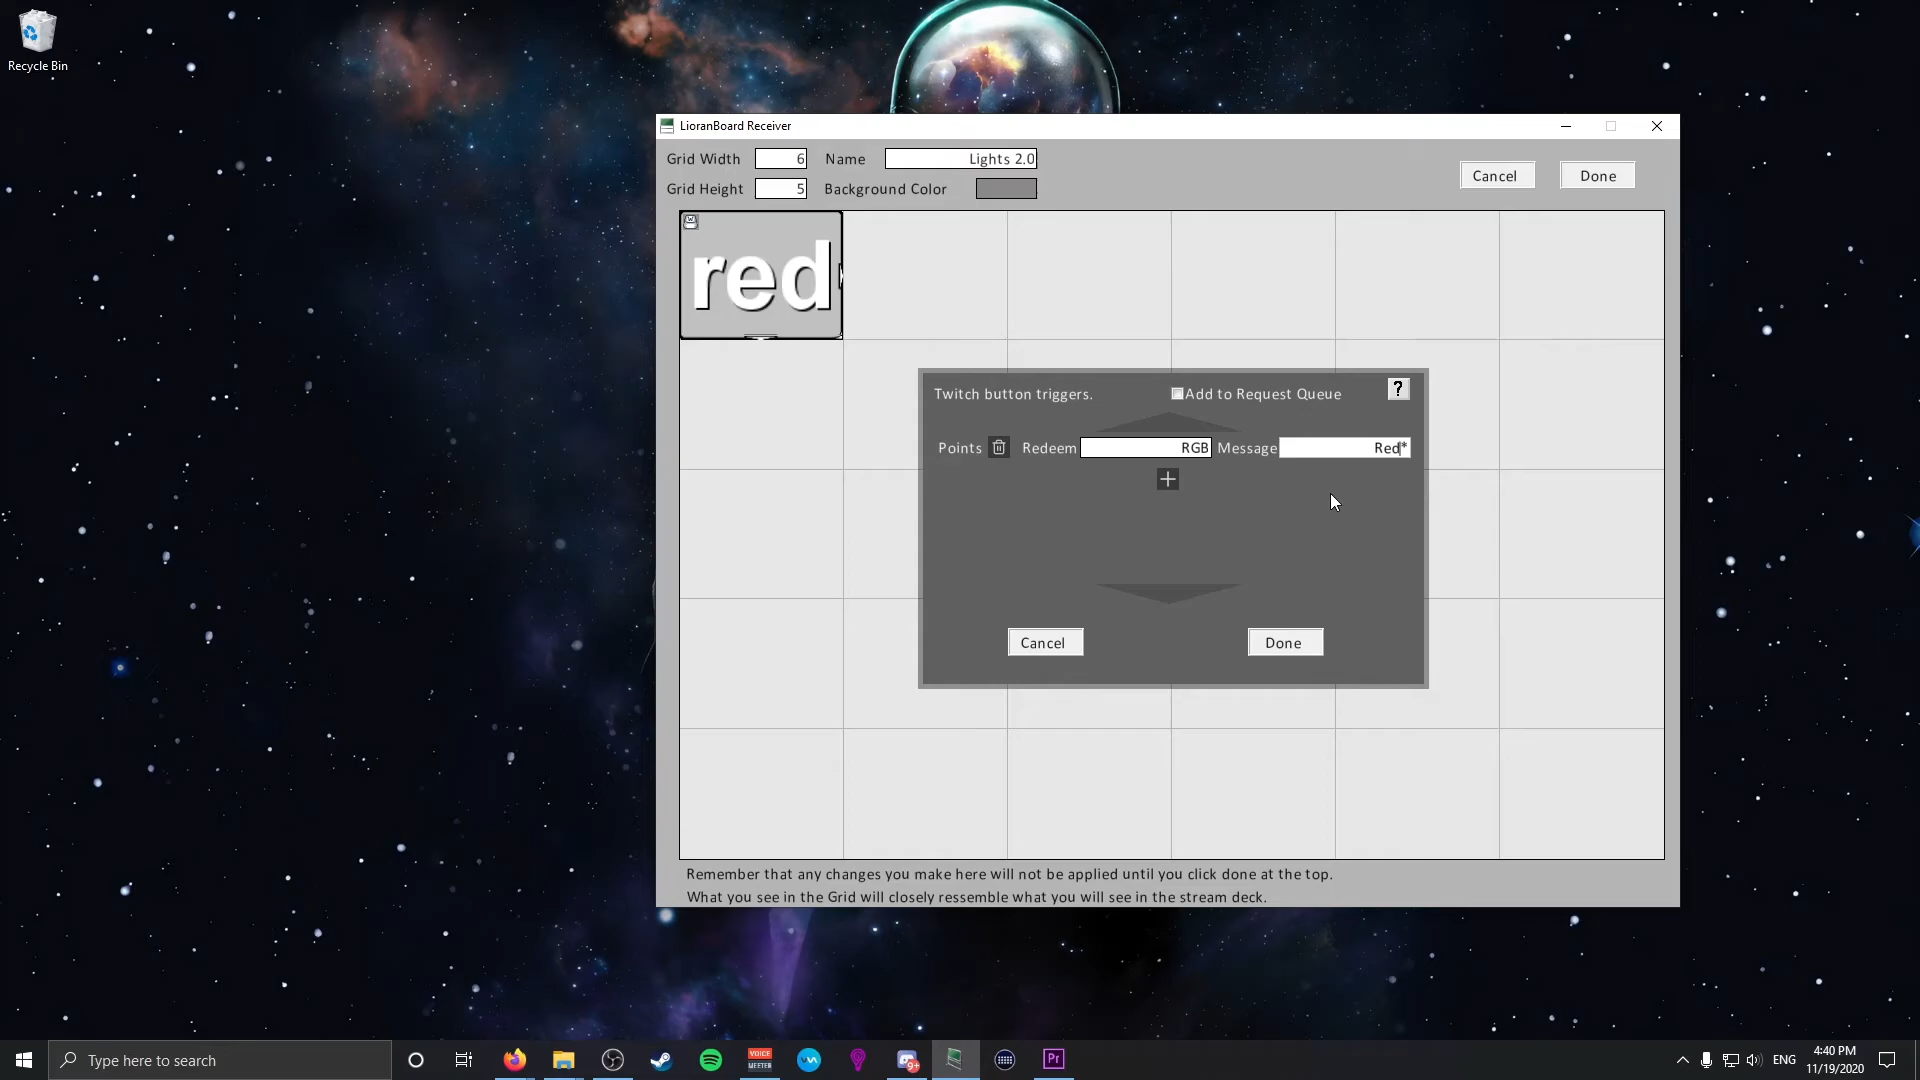 Recycle Bin
LioranBoard Receiver
Grid Width 6 Name Lights 2.0
Grid Height 5 Background Color
Cancel Done
red
Twitch button triggers. Add to Request Queue ?
Points Redeem RGB Message Red*
Cancel Done
Remember that any changes you make here will not be applied until you click done at the top.
What you see in the Grid will closely ressemble what you will see in the stream deck.
Type here to search
VOICE
MEETER
9+
Pr
ENG
4:40 PM
11/19/2020